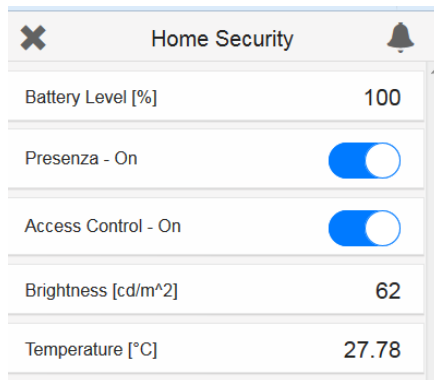 Home Security
Battery Level [%] 100
Presenza - On
Access Control - On
Brightness [cd/m^2] 62
Temperature [°C] 27.78